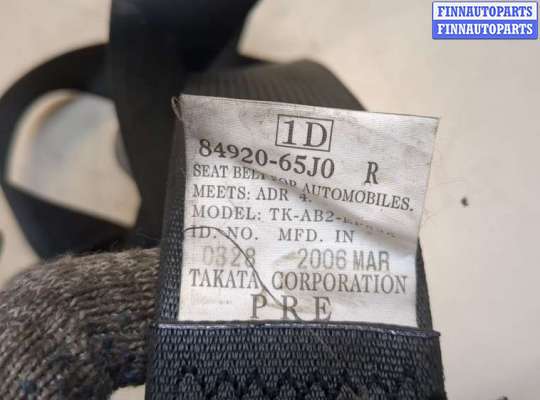 FINNAUTOPARTS
FINNAUTOPARTS
1D
84920-65J0 R
SEAT BELT FOR AUTOMOBILES.
MEETS: ADR 4.
MODEL: TK-AB2-
ID. NO. MFD. IN
0328 2006 MAR
TAKATA CORPORATION
PRE